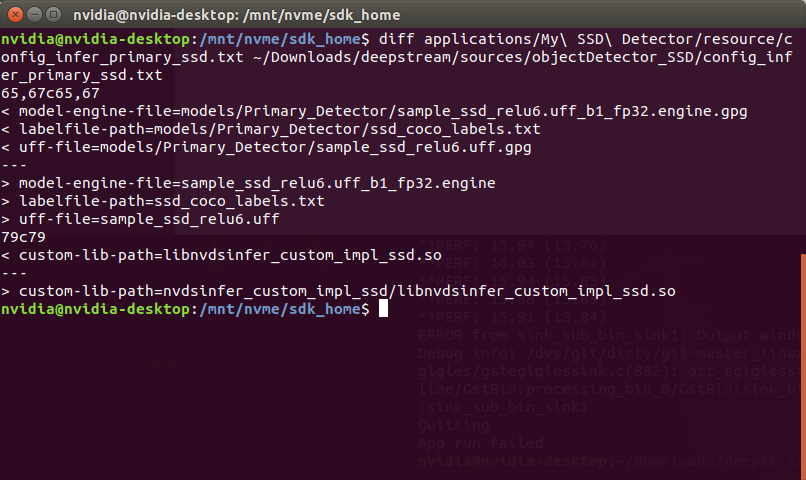 nvidia@nvidia-desktop: /mnt/nvme/sdk_home
nvidia@nvidia-desktop:/mnt/nvme/sdk_home$ diff applications/My\ SSD\ Detector/resource/c
onfig_infer_primary_ssd.txt ~/Downloads/deepstream/sources/objectDetector_SSD/config_inf
er_primary_ssd.txt
65,67c65,67
< model-engine-file=models/Primary_Detector/sample_ssd_relu6.uff_b1_fp32.engine.gpg
< labelfile-path=models/Primary_Detector/ssd_coco_labels.txt
< uff-file=models/Primary_Detector/sample_ssd_relu6.uff.gpg
---
> model-engine-file=sample_ssd_relu6.uff_b1_fp32.engine
> labelfile-path=ssd_coco_labels.txt
> uff-file=sample_ssd_relu6.uff
79c79
< custom-lib-path=libnvdsinfer_custom_impl_ssd.so
---
> custom-lib-path=nvdsinfer_custom_impl_ssd/libnvdsinfer_custom_impl_ssd.so
nvidia@nvidia-desktop:/mnt/nvme/sdk_home$
**PERF: 15.94 (15.76)
**PERF: 16.03 (15.81)
**PERF: 15.91 (15.84)
ERROR from sink_sub_bin_sink1: Output windo
Debug info: /dvs/git/dirty/git-master_linux
glgles/gsteglglessink.c(882): gst_eglglessi
line/GstBin:processing_bin_0/GstBin:sink_bi
:sink_sub_bin_sink1
Quitting
App run failed
nvidia@nvidia-desktop:~/Downloads/deepstream